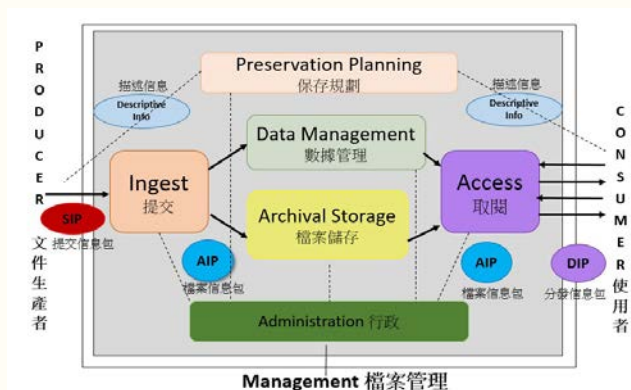 PRODUCER 文件生產者
Preservation Planning
保存規劃
描述信息
Descriptive
Info
描述信息
Descriptive
Info
Data Management
數據管理
Ingest
提交
Access
取閱
Archival Storage
檔案儲存
SIP
提交信息包
AIP
檔案信息包
AIP
檔案信息包
DIP
分發信息包
Administration 行政
Management 檔案管理
CONSUMER 使用者